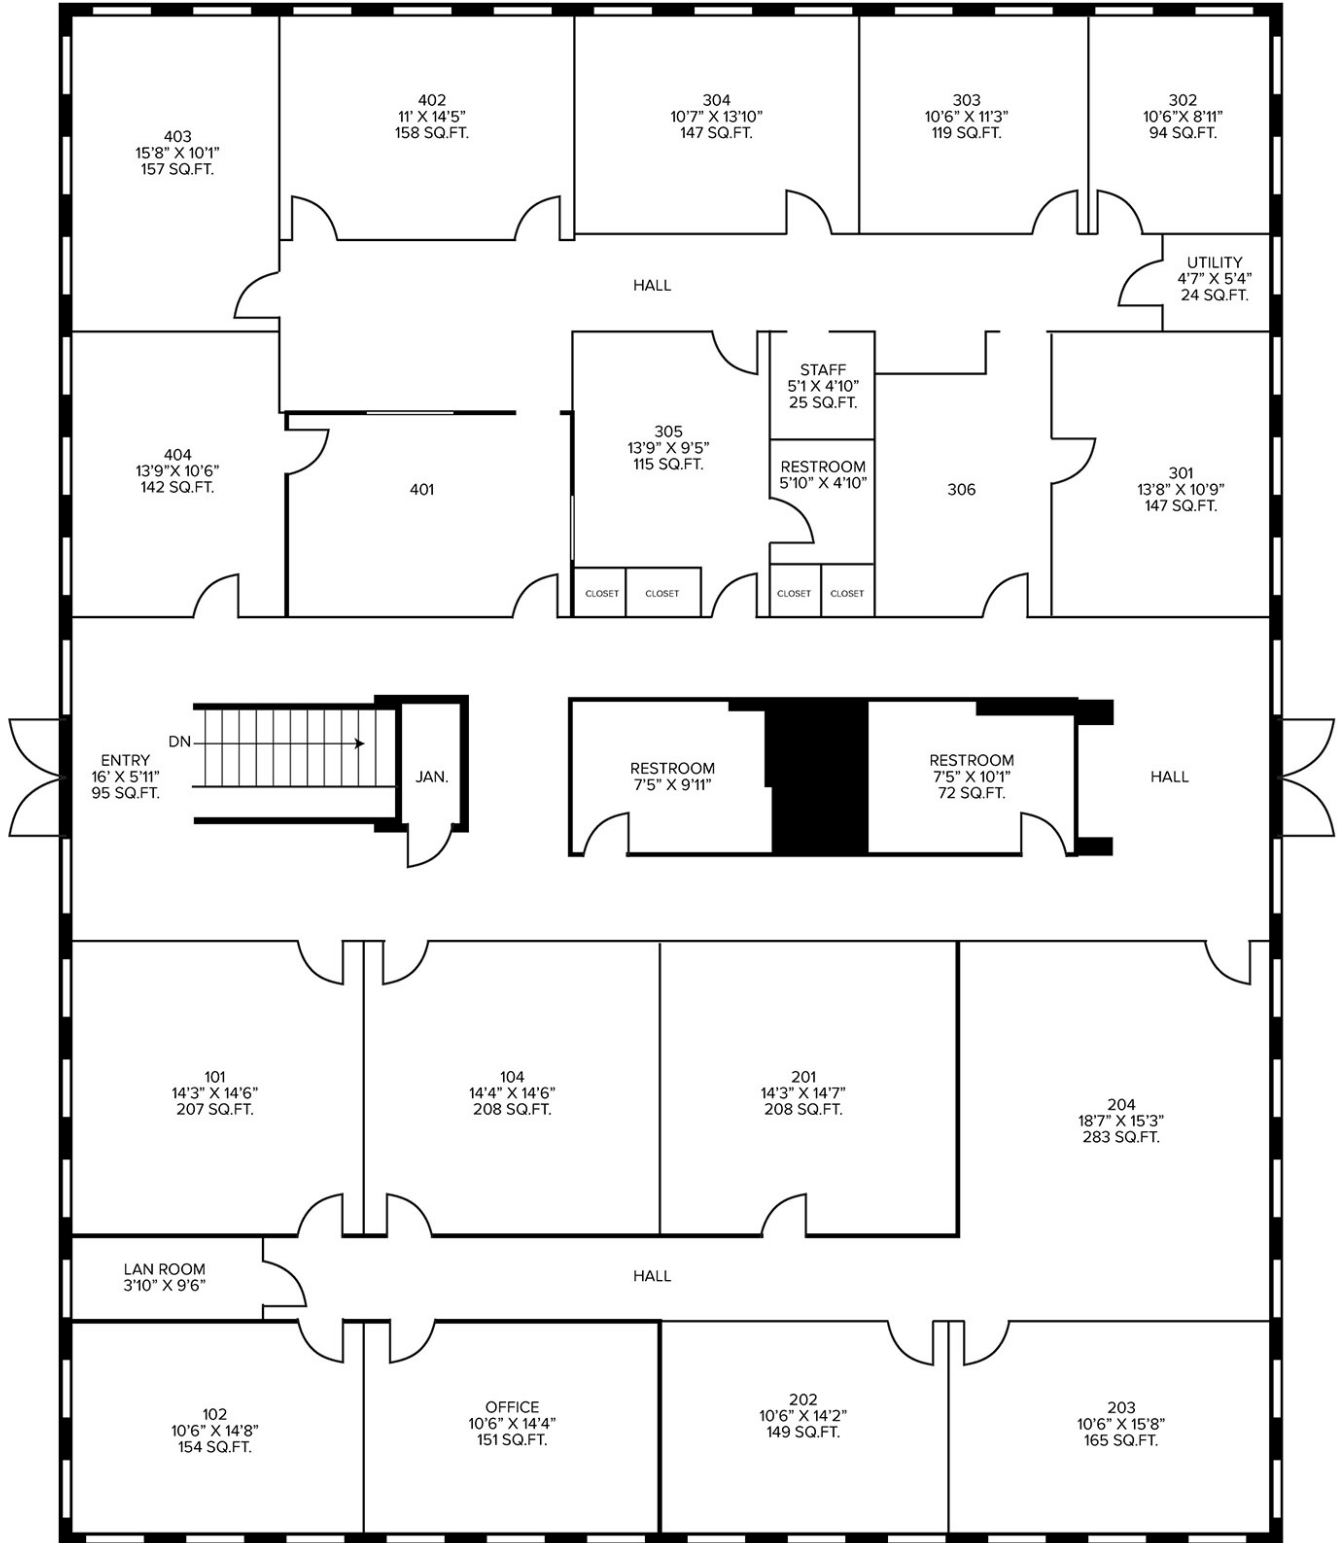 403
15'8” X 10'1”
157 SQ.FT.
402
11' X 14'5”
158 SQ.FT.
304
10'7” X 13'10”
147 SQ.FT.
303
10'6” X 11'3”
119 SQ.FT.
302
10'6”X 8'11”
94 SQ.FT.
HALL
UTILITY
4'7” X 5'4”
24 SQ.FT.
404
13'9”X 10'6”
142 SQ.FT.
401
305
13'9” X 9'5”
115 SQ.FT.
STAFF
5'1 X 4'10”
25 SQ.FT.
RESTROOM
5'10” X 4'10”
306
301
13'8” X 10'9”
147 SQ.FT.
CLOSET
CLOSET
CLOSET
CLOSET
ENTRY
16' X 5'11”
95 SQ.FT.
DN
JAN.
RESTROOM
7'5” X 9'11”
RESTROOM
7'5” X 10'1”
72 SQ.FT.
HALL
101
14'3” X 14'6”
207 SQ.FT.
104
14'4” X 14'6”
208 SQ.FT.
201
14'3” X 14'7”
208 SQ.FT.
204
18'7” X 15'3”
283 SQ.FT.
LAN ROOM
3'10” X 9'6”
HALL
102
10'6” X 14'8”
154 SQ.FT.
OFFICE
10'6” X 14'4”
151 SQ.FT.
202
10'6” X 14'2”
149 SQ.FT.
203
10'6” X 15'8”
165 SQ.FT.